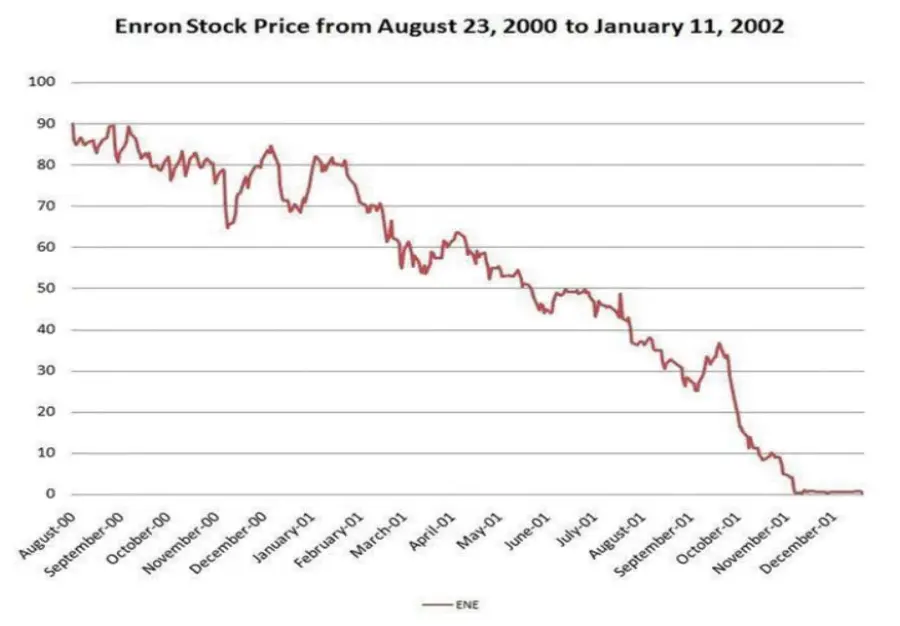 Enron Stock Price from August 23, 2000 to January 11, 2002
100
90
80
70
60
50
40
30
20
10
0
August-00
September-00
October-00
November-00
December-00
January-01
February-01
March-01
April-01
May-01
June-01
July-01
August-01
September-01
October-01
November-01
December-01
ENE